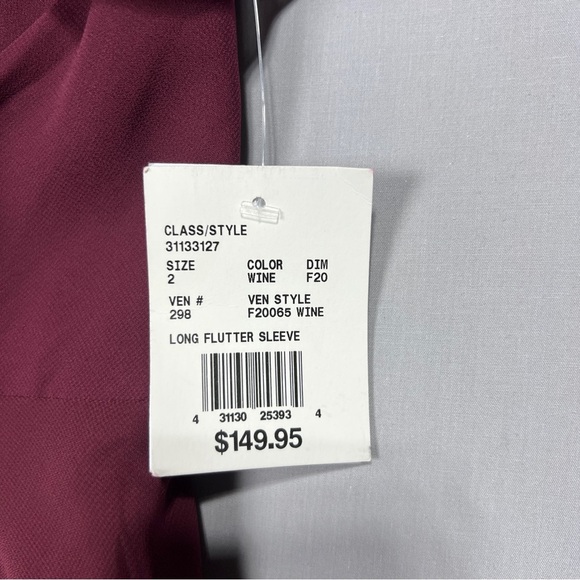 CLASS/STYLE
31133127
SIZE COLOR DIM
2 WINE F20
VEN # VEN STYLE
298 F20065 WINE
LONG FLUTTER SLEEVE
4 31130 25393 4
$149.95